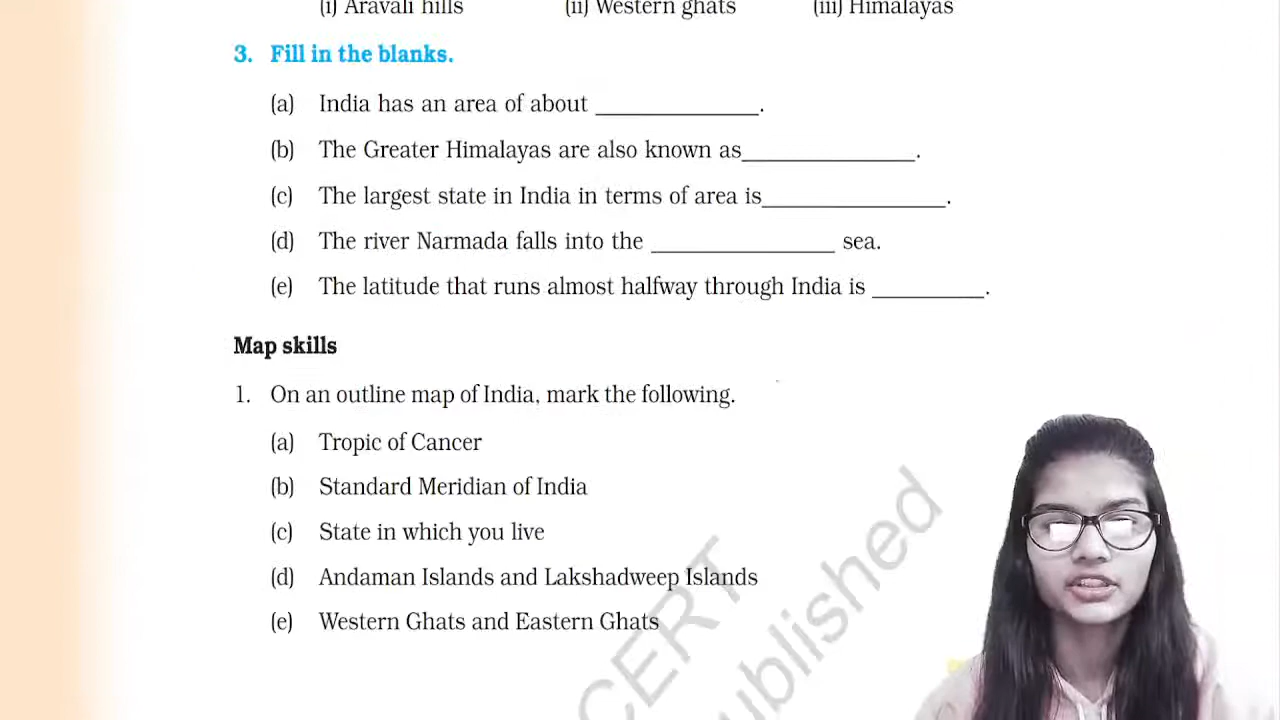 (i) Aravali hills (ii) Western ghats (iii) Himalayas
3. Fill in the blanks.
(a) India has an area of about ______________.
(b) The Greater Himalayas are also known as______________.
(c) The largest state in India in terms of area is______________.
(d) The river Narmada falls into the ______________ sea.
(e) The latitude that runs almost halfway through India is _________.
Map skills
1. On an outline map of India, mark the following.
(a) Tropic of Cancer
(b) Standard Meridian of India
(c) State in which you live
(d) Andaman Islands and Lakshadweep Islands
(e) Western Ghats and Eastern Ghats
CERT
ublished